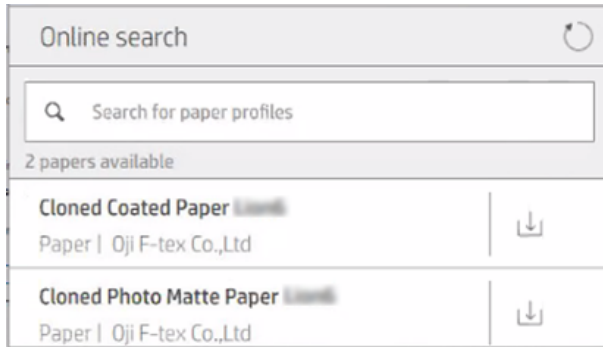 Online search
Search for paper profiles
2 papers available
Cloned Coated Paper
Paper | Oji F-tex Co.,Ltd
Cloned Photo Matte Paper
Paper | Oji F-tex Co.,Ltd